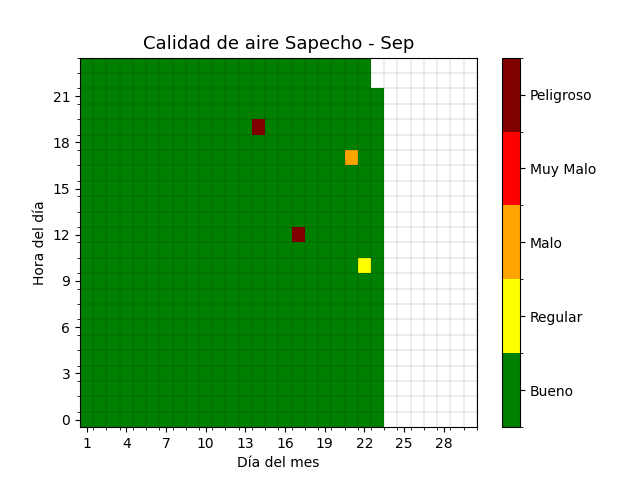 Calidad de aire Sapecho - Sep
Hora del día
21
18
15
12
9
6
3
0
1 4 7 10 13 16 19 22 25 28
Día del mes
Peligroso
Muy Malo
Malo
Regular
Bueno